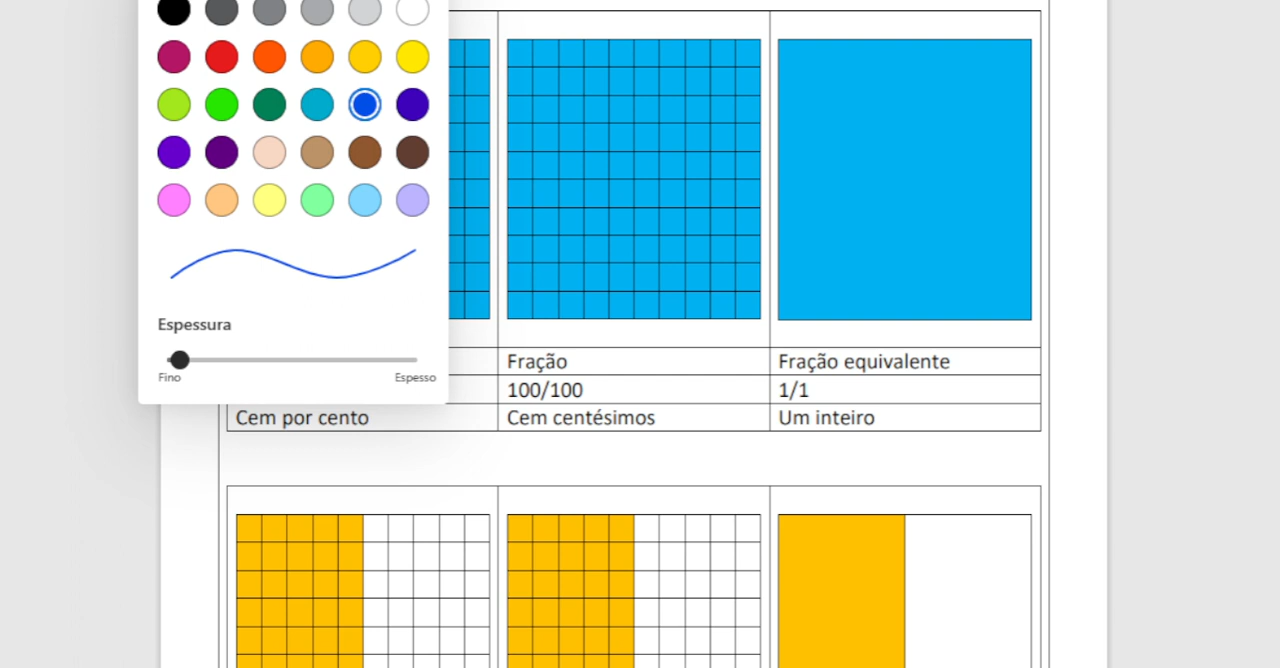 Espessura
Fino Espesso
Fração Fração equivalente
100/100 1/1
Cem por cento Cem centésimos Um inteiro